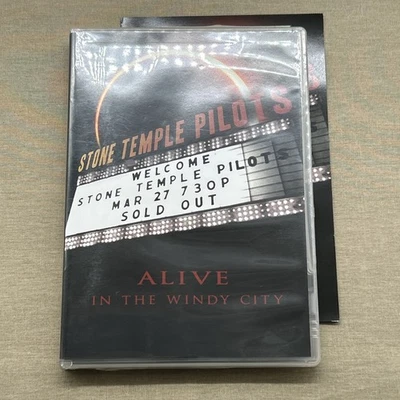 STONE TEMPLE PILOTS
WELCOME
STONE TEMPLE PILOTS
MAR 27 730P
SOLD OUT
ALIVE
IN THE WINDY CITY